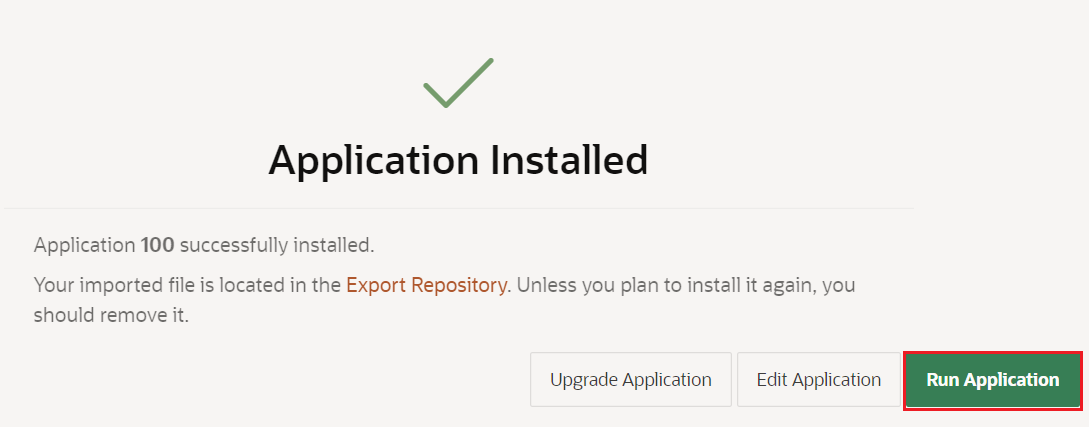 Application Installed
Application 100 successfully installed.
Your imported file is located in the Export Repository. Unless you plan to install it again, you
should remove it.
Upgrade Application Edit Application Run Application